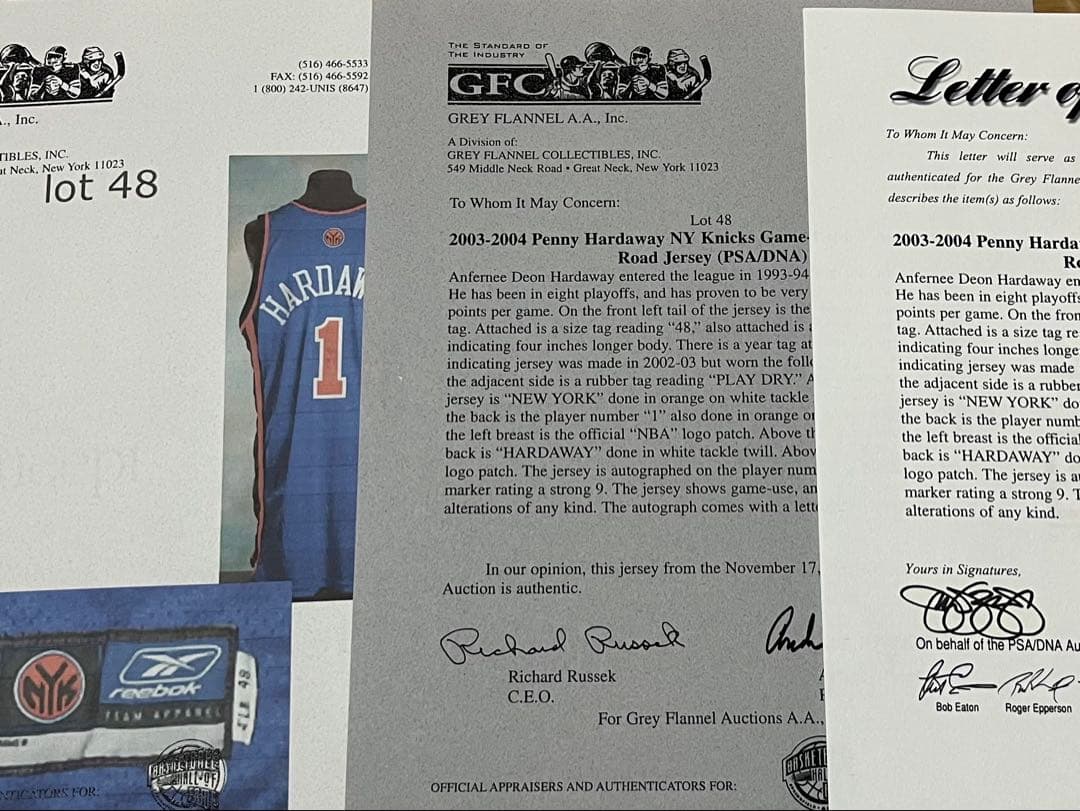 (516) 466-5533
FAX: (516) 466-5592
1 (800) 242-UNIS (8647)
., Inc.
TIBLES, INC.
at Neck, New York 11023
lot 48
HARDAW
1
NYK
reebok
TEAM APPAREL
48
BASKETBALL
HALL OF
FAME
NTICATORS FOR:
THE STANDARD OF
THE INDUSTRY
GFC
GREY FLANNEL A.A., Inc.
A Division of:
GREY FLANNEL COLLECTIBLES, INC.
549 Middle Neck Road • Great Neck, New York 11023
To Whom It May Concern:
Lot 48
2003-2004 Penny Hardaway NY Knicks Game-
Road Jersey (PSA/DNA)
Anfernee Deon Hardaway entered the league in 1993-94
He has been in eight playoffs, and has proven to be very
points per game. On the front left tail of the jersey is the
tag. Attached is a size tag reading “48,” also attached is a
indicating four inches longer body. There is a year tag at
indicating jersey was made in 2002-03 but worn the follo
the adjacent side is a rubber tag reading “PLAY DRY.” A
jersey is “NEW YORK” done in orange on white tackle
the back is the player number “1” also done in orange on
the left breast is the official “NBA” logo patch. Above th
back is “HARDAWAY” done in white tackle twill. Abov
logo patch. The jersey is autographed on the player num
marker rating a strong 9. The jersey shows game-use, an
alterations of any kind. The autograph comes with a lett
In our opinion, this jersey from the November 17,
Auction is authentic.
Richard Russek
Richard Russek
C.E.O.
For Grey Flannel Auctions A.A.,
OFFICIAL APPRAISERS AND AUTHENTICATORS FOR:
BASKET
HAL
Letter of
To Whom It May Concern:
This letter will serve as
authenticated for the Grey Flanne
describes the item(s) as follows:
2003-2004 Penny Harda
Ro
Anfernee Deon Hardaway en
He has been in eight playoffs
points per game. On the fron
tag. Attached is a size tag re
indicating four inches longe
indicating jersey was made
the adjacent side is a rubber
jersey is “NEW YORK” do
the back is the player numb
the left breast is the official
back is “HARDAWAY” do
logo patch. The jersey is au
marker rating a strong 9. T
alterations of any kind.
Yours in Signatures,
On behalf of the PSA/DNA Au
Bob Eaton
Roger Epperson